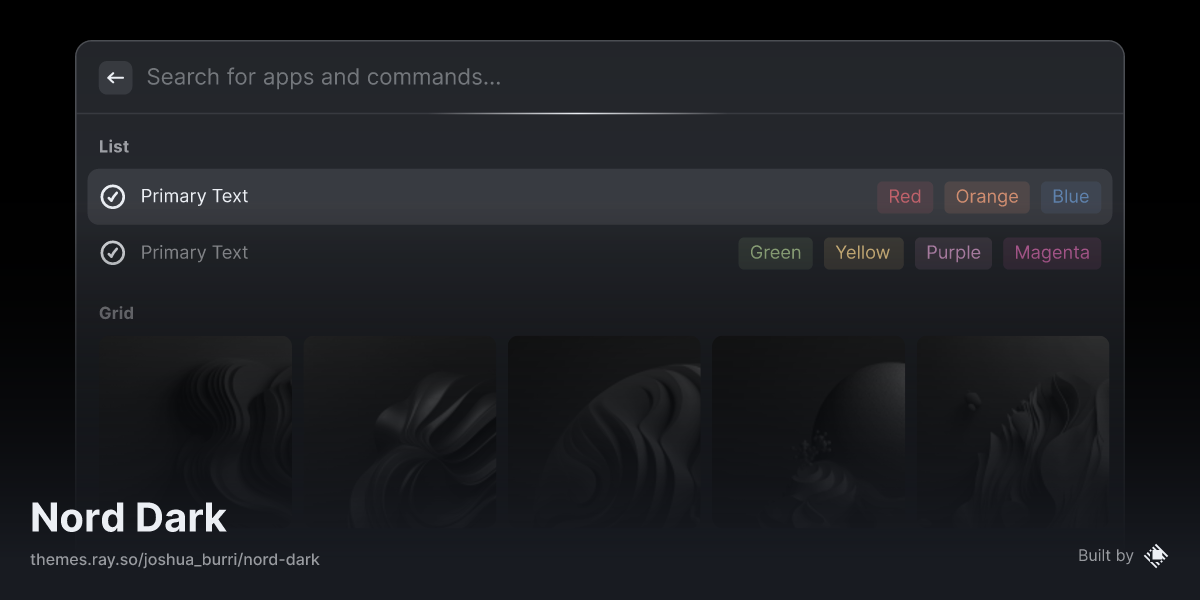 Search for apps and commands...
List
Primary Text Red Orange Blue
Primary Text Green Yellow Purple Magenta
Grid
Nord Dark
themes.ray.so/joshua_burri/nord-dark
Built by